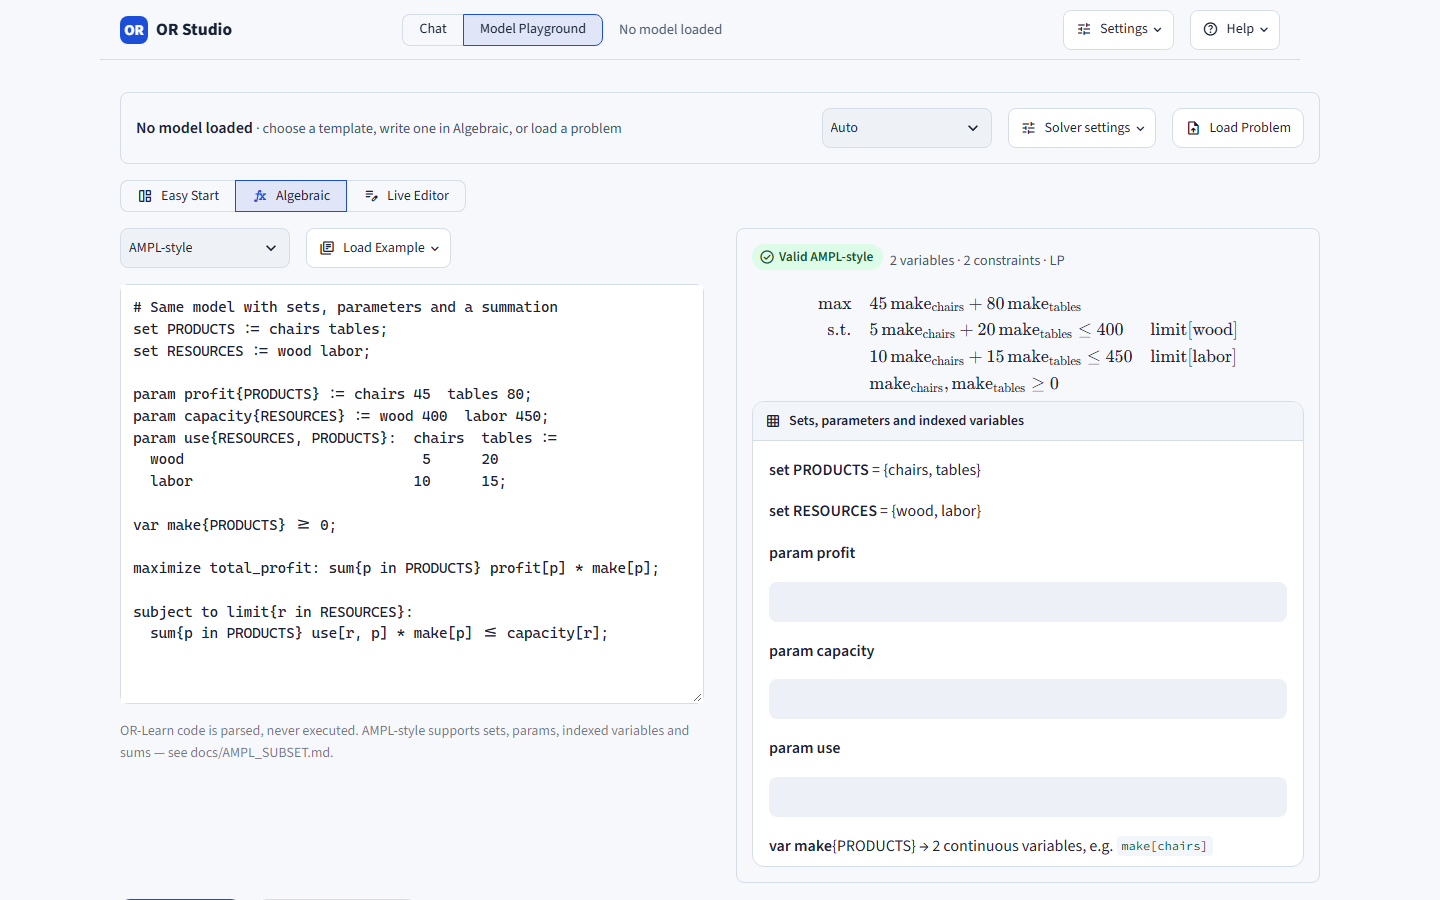 OR OR Studio
Chat Model Playground No model loaded
Settings Help
No model loaded · choose a template, write one in Algebraic, or load a problem
Auto Solver settings Load Problem
Easy Start Algebraic Live Editor
AMPL-style Load Example
# Same model with sets, parameters and a summation
set PRODUCTS := chairs tables;
set RESOURCES := wood labor;
param profit{PRODUCTS} := chairs 45 tables 80;
param capacity{RESOURCES} := wood 400 labor 450;
param use{RESOURCES, PRODUCTS}: chairs tables :=
wood 5 20
labor 10 15;
var make{PRODUCTS} ≥ 0;
maximize total_profit: sum{p in PRODUCTS} profit[p] * make[p];
subject to limit{r in RESOURCES}:
sum{p in PRODUCTS} use[r, p] * make[p] ≤ capacity[r];
OR-Learn code is parsed, never executed. AMPL-style supports sets, params, indexed variables and
sums — see docs/AMPL_SUBSET.md.
Valid AMPL-style 2 variables · 2 constraints · LP
max 45 make_chairs + 80 make_tables
s.t. 5 make_chairs + 20 make_tables ≤ 400 limit[wood]
10 make_chairs + 15 make_tables ≤ 450 limit[labor]
make_chairs, make_tables ≥ 0
Sets, parameters and indexed variables
set PRODUCTS = {chairs, tables}
set RESOURCES = {wood, labor}
param profit
param capacity
param use
var make{PRODUCTS} → 2 continuous variables, e.g. make[chairs]